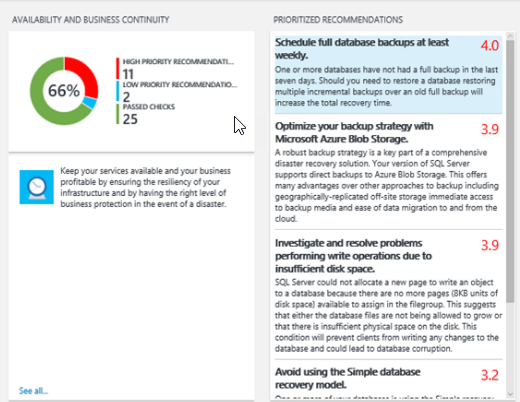 AVAILABILITY AND BUSINESS CONTINUITY
66%
HIGH PRIORITY RECOMMENDATI...
11
LOW PRIORITY RECOMMENDATIO...
2
PASSED CHECKS
25
Keep your services available and your business
profitable by ensuring the resiliency of your
infrastructure and by having the right level of
business protection in the event of a disaster.
See all...
PRIORITIZED RECOMMENDATIONS
Schedule full database backups at least
weekly.
4.0
One or more databases have not had a full backup in the last
seven days. Should you need to restore a database restoring
multiple incremental backups over an old full backup will
increase the total recovery time.
Optimize your backup strategy with
Microsoft Azure Blob Storage.
3.9
A robust backup strategy is a key part of a comprehensive
disaster recovery solution. Your version of SQL Server
supports direct backups to Azure Blob Storage. This offers
many advantages over other approaches to backup including
geographically-replicated off-site storage immediate access
to backup media and ease of data migration to and from the
cloud.
Investigate and resolve problems
performing write operations due to
insufficient disk space.
3.9
SQL Server could not allocate a new page to write an object
to a database because there are no more pages (8KB units of
disk space) available to assign in the filegroup. This suggests
that either the database files are not being allowed to grow or
that there is insufficient physical space on the disk. This
condition will prevent clients from writing any changes to the
database and could lead to database corruption.
Avoid using the Simple database
recovery model.
3.2
One or more of your databases is using the Simple recovery